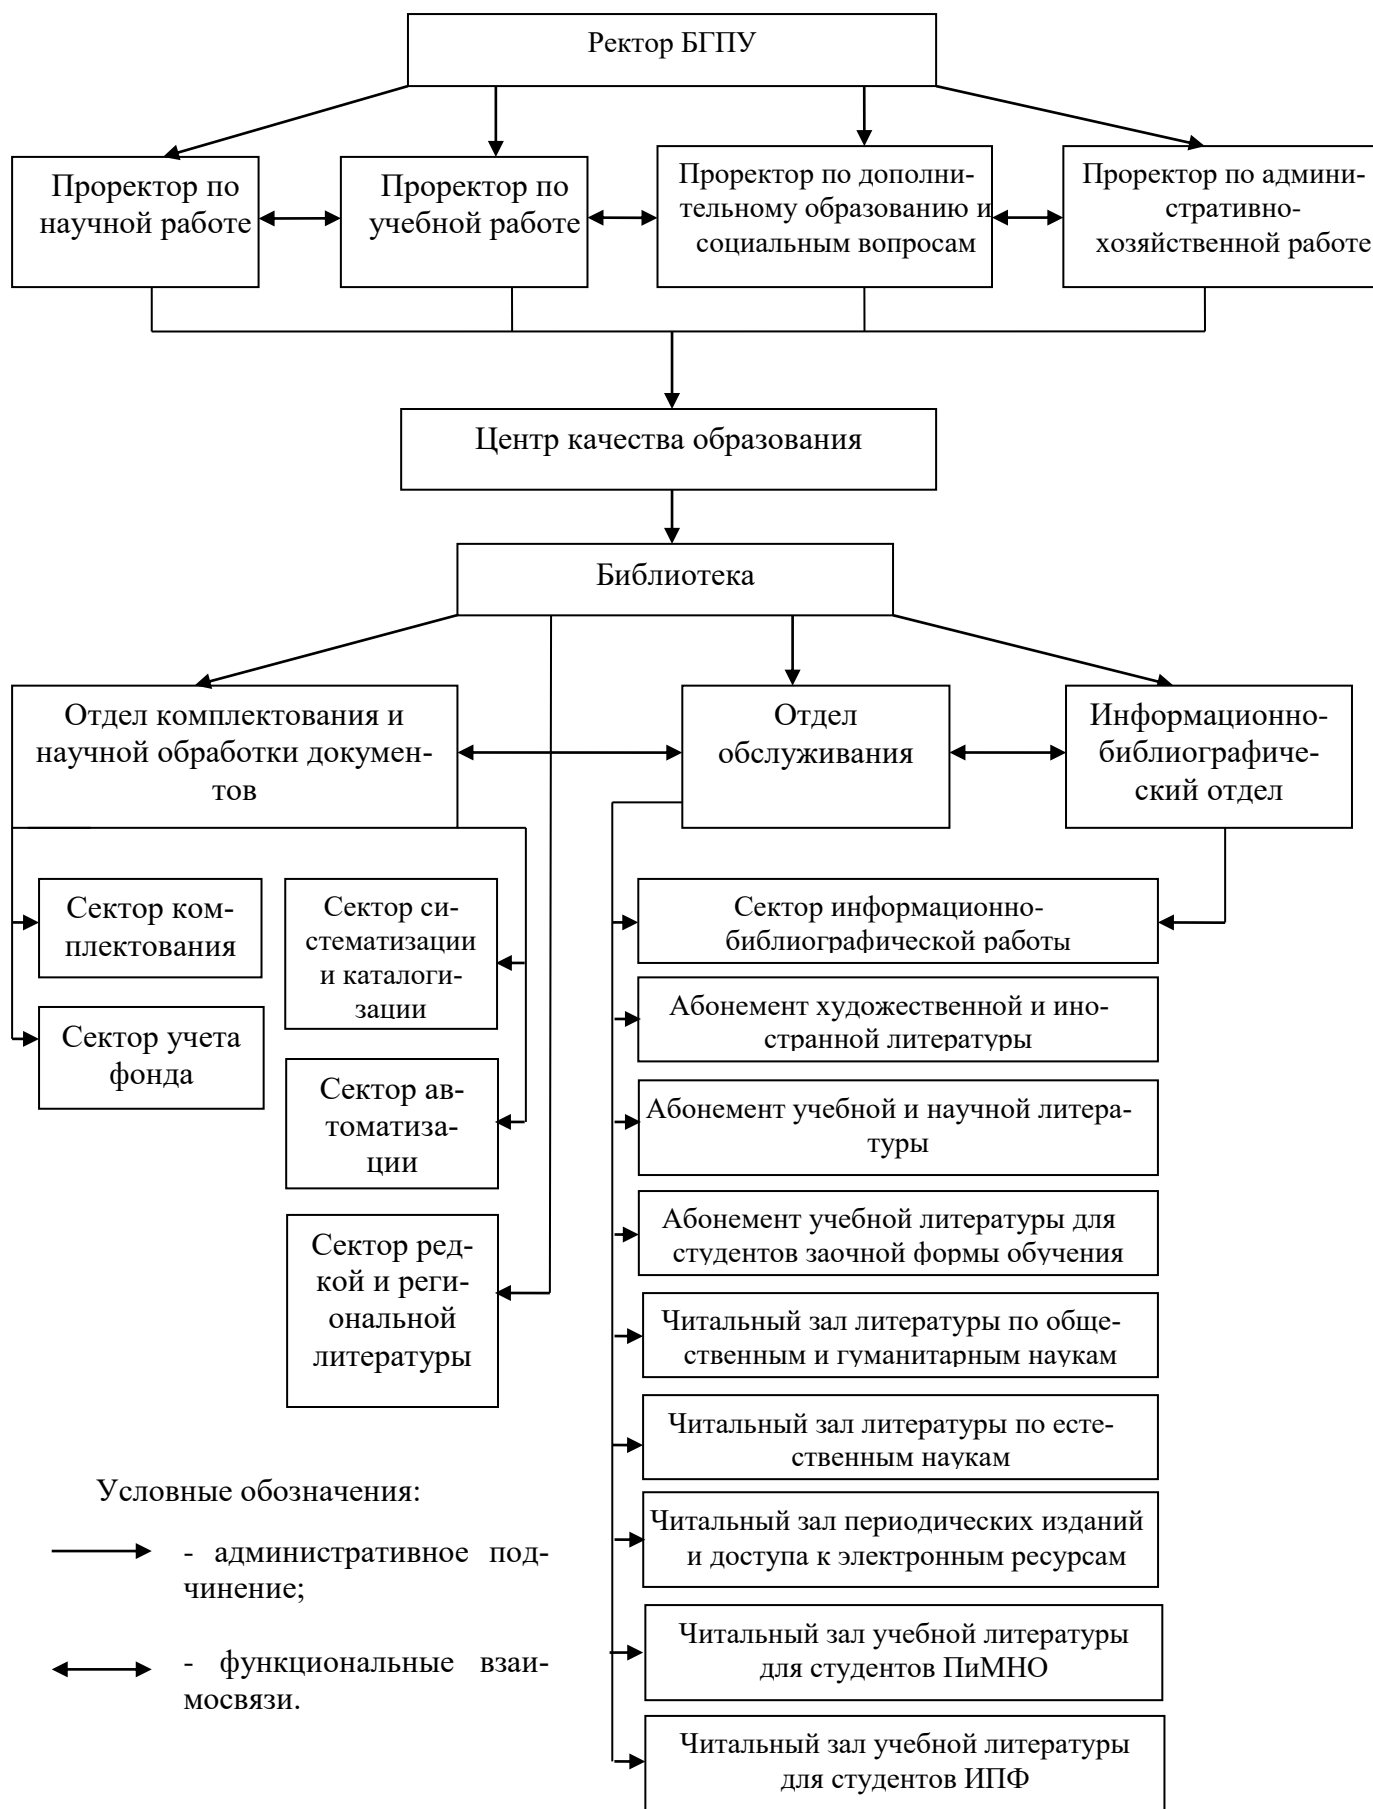 Ректор БГПУ
Проректор по
научной работе
Проректор по
учебной работе
Проректор по дополни-
тельному образованию и
социальным вопросам
Проректор по админи-
стративно-
хозяйственной работе
Центр качества образования
Библиотека
Отдел комплектования и
научной обработки докумен-
тов
Отдел
обслуживания
Информационно-
библиографиче-
ский отдел
Сектор ком-
плектования
Сектор учета
фонда
Сектор си-
стематизации
и каталоги-
зации
Сектор ав-
томатиза-
ции
Сектор ред-
кой и реги-
ональной
литературы
Сектор информационно-
библиографической работы
Абонемент художественной и ино-
странной литературы
Абонемент учебной и научной литера-
туры
Абонемент учебной литературы для
студентов заочной формы обучения
Читальный зал литературы по обще-
ственным и гуманитарным наукам
Читальный зал литературы по есте-
ственным наукам
Читальный зал периодических изданий
и доступа к электронным ресурсам
Читальный зал учебной литературы
для студентов ПиМНО
Читальный зал учебной литературы
для студентов ИПФ
Условные обозначения:
- административное под-
чинение;
- функциональные взаи-
мосвязи.